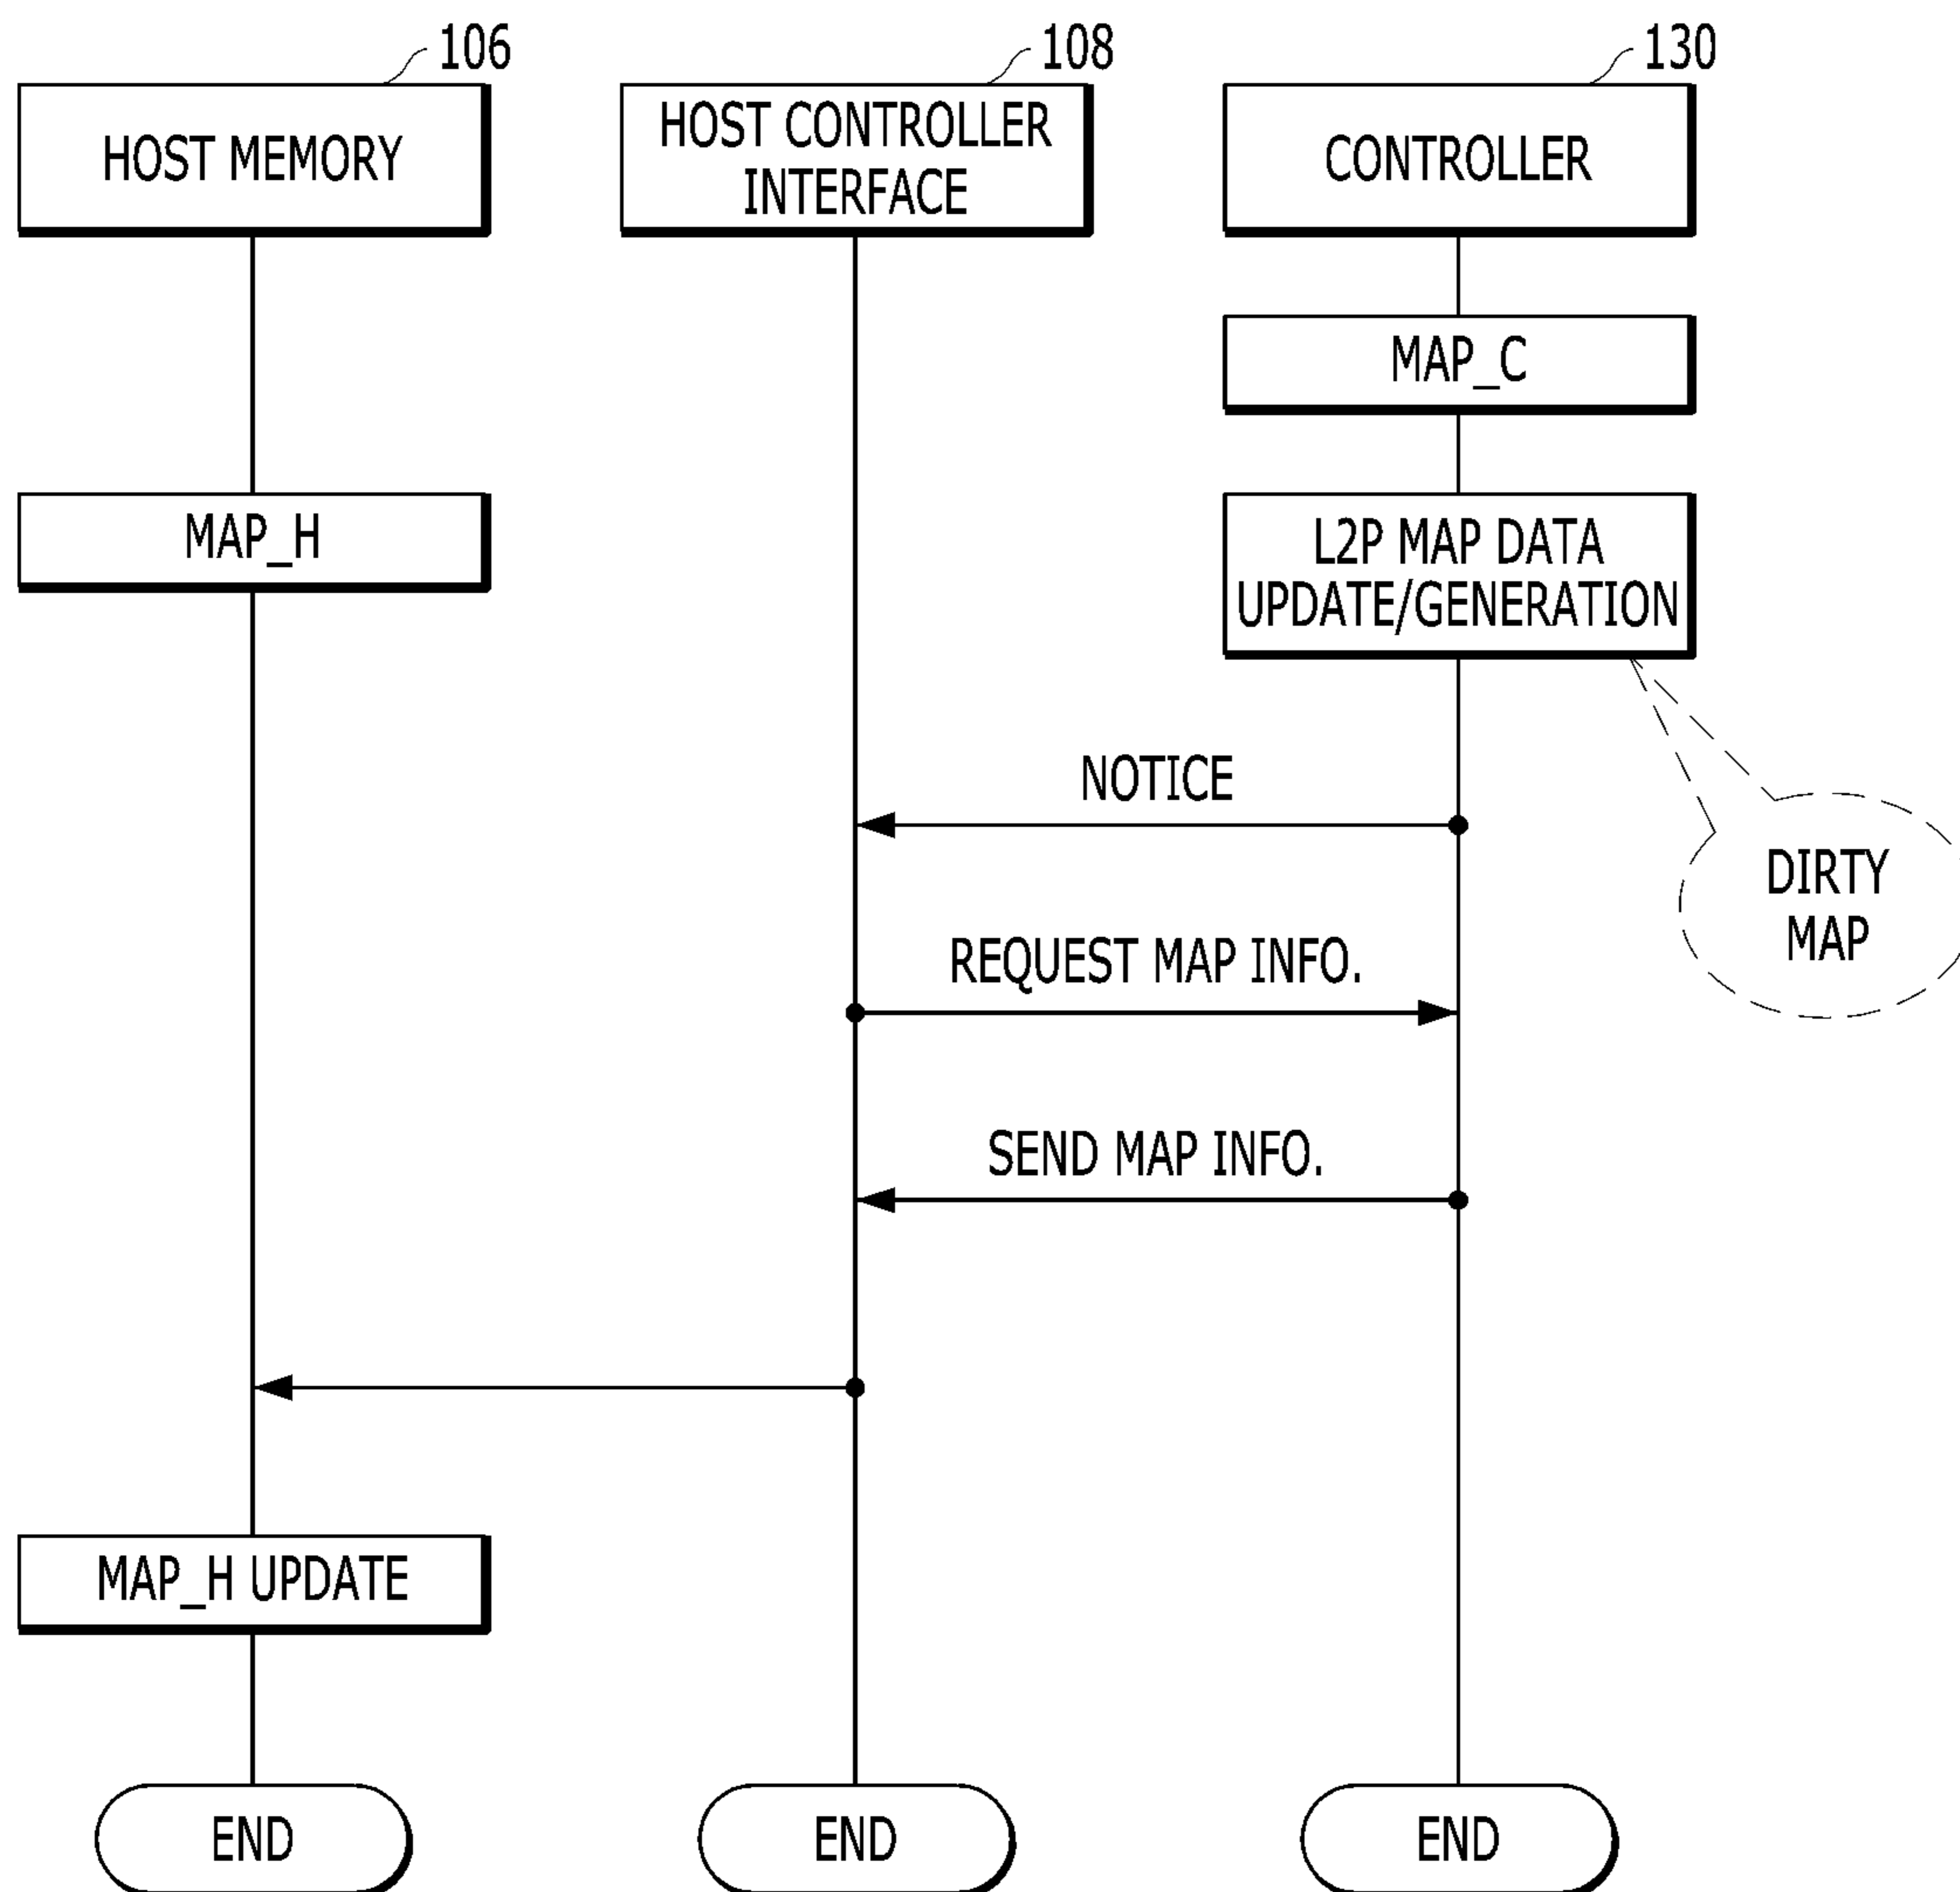 106
108
130
HOST MEMORY
HOST CONTROLLER
INTERFACE
CONTROLLER
MAP_C
MAP_H
L2P MAP DATA
UPDATE/GENERATION
NOTICE
DIRTY
MAP
REQUEST MAP INFO.
SEND MAP INFO.
MAP_H UPDATE
END
END
END